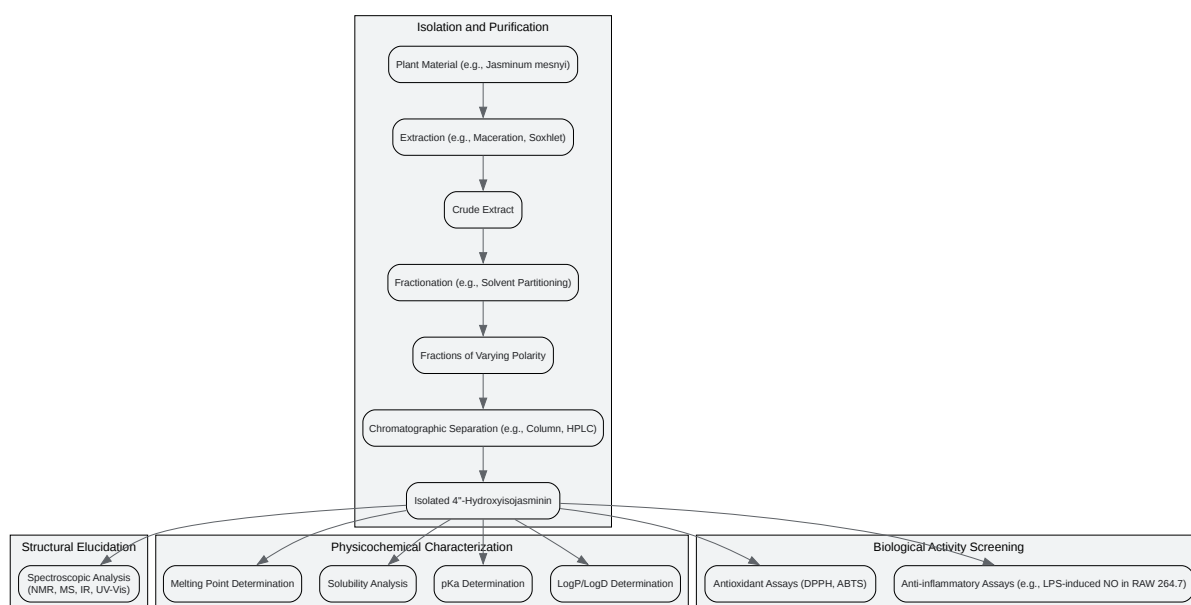 Isolation and Purification
Plant Material (e.g., Jasminum mesnyi)
Extraction (e.g., Maceration, Soxhlet)
Crude Extract
Fractionation (e.g., Solvent Partitioning)
Fractions of Varying Polarity
Chromatographic Separation (e.g., Column, HPLC)
Isolated 4"-Hydroxyisojasminin
Structural Elucidation
Spectroscopic Analysis
(NMR, MS, IR, UV-Vis)
Physicochemical Characterization
Melting Point Determination
Solubility Analysis
pKa Determination
LogP/LogD Determination
Biological Activity Screening
Antioxidant Assays (DPPH, ABTS)
Anti-inflammatory Assays (e.g., LPS-induced NO in RAW 264.7)